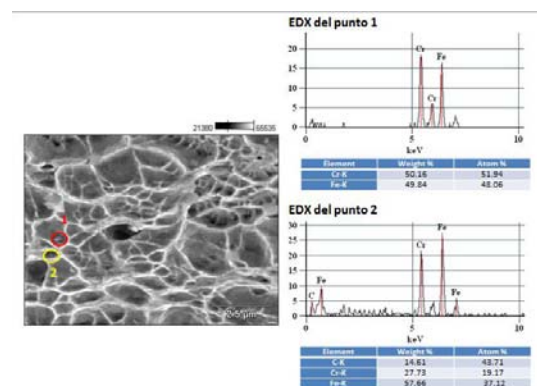 EDX del punto 1
20
15
10
5
0
Cr
Fe
Cr
0 5 10
keV
Element Weight % Atom %
Cr-K 50.16 51.94
Fe-K 49.84 48.06
21380 65535
1
2
2.5 µm
EDX del punto 2
30
25
20
15
10
5
0
C
Fe
Cr
Fe
Fe
0 5 10
keV
Element Weight % Atom %
C-K 14.61 43.71
Cr-K 27.73 19.17
Fe-K 57.66 37.12